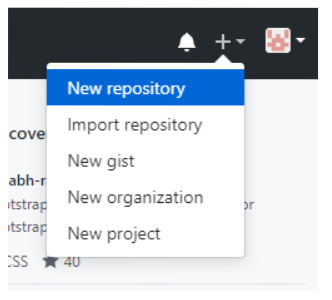 New repository
Import repository
cove
New gist
abh-r
New organization
otstrap
or
New project
otstrap
CSS
40